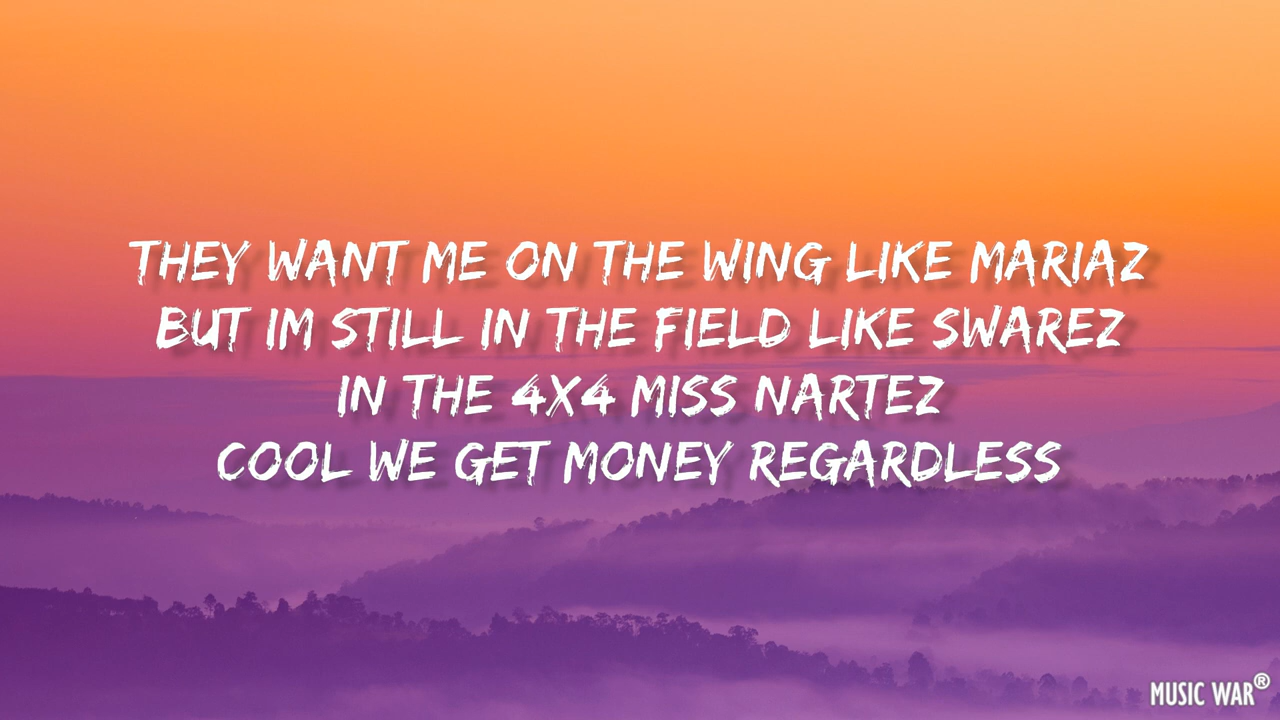 THEY WANT ME ON THE WING LIKE MARIAZ
BUT IM STILL IN THE FIELD LIKE SWAREZ
IN THE 4X4 MISS NARTEZ
COOL WE GET MONEY REGARDLESS
MUSIC WAR®